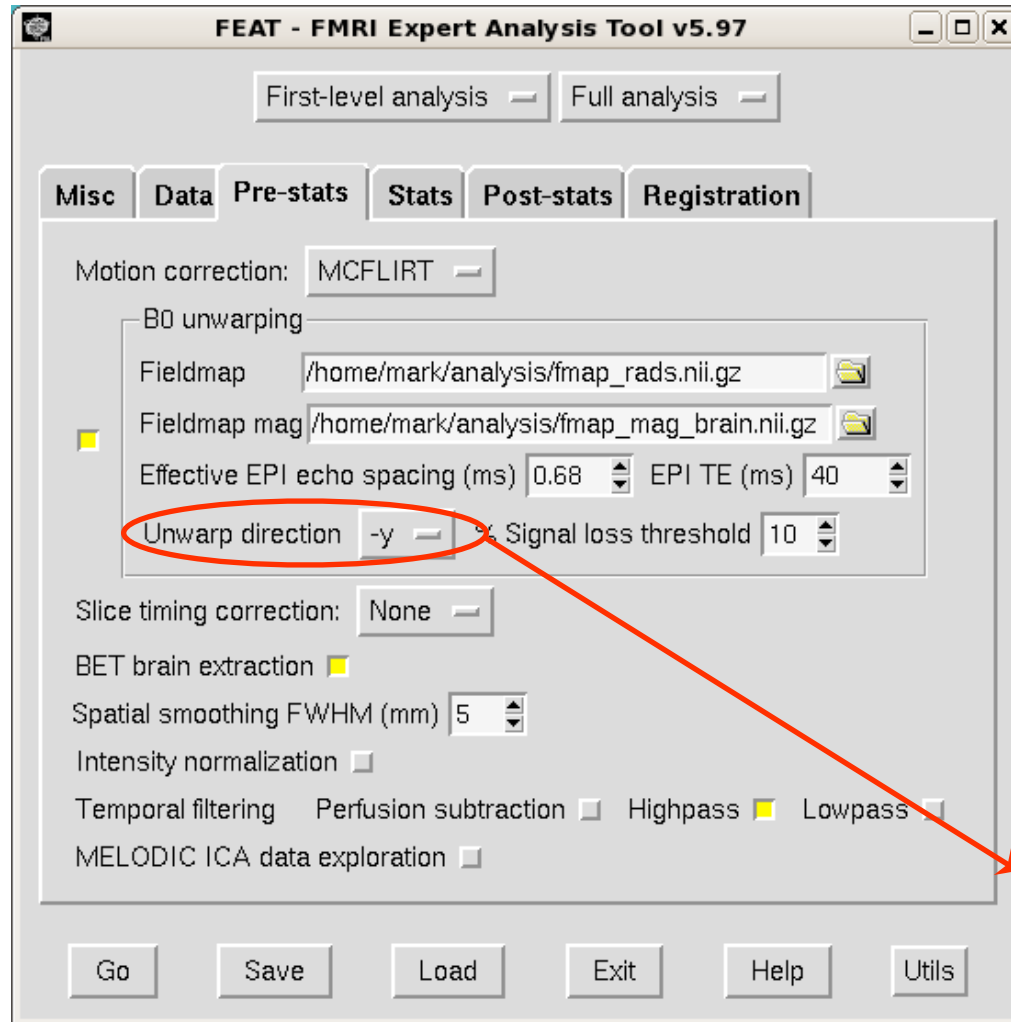 FEAT - FMRI Expert Analysis Tool v5.97
First-level analysis Full analysis
Misc Data Pre-stats Stats Post-stats Registration
Motion correction: MCFLIRT
B0 unwarping
Fieldmap /home/mark/analysis/fmap_rads.nii.gz
Fieldmap mag /home/mark/analysis/fmap_mag_brain.nii.gz
Effective EPI echo spacing (ms) 0.68 EPI TE (ms) 40
Unwarp direction -y % Signal loss threshold 10
Slice timing correction: None
BET brain extraction
Spatial smoothing FWHM (mm) 5
Intensity normalization
Temporal filtering Perfusion subtraction Highpass Lowpass
MELODIC ICA data exploration
Go Save Load Exit Help Utils